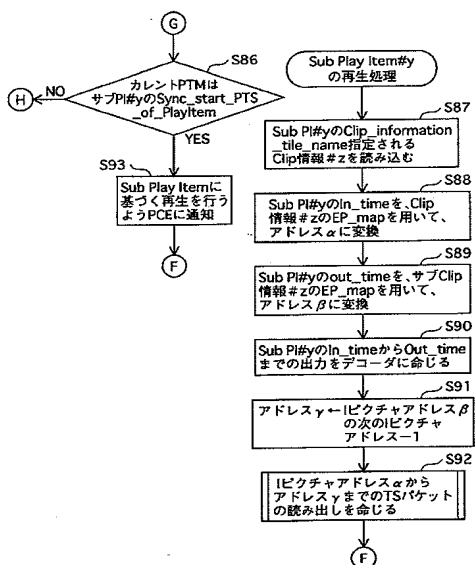 G
S86
カレントPTMは
サブPI#yのSync_start_PTS
_of_PlayItem
NO
H
YES
S93
Sub Play Itemに
基づく再生を行う
ようPCEに通知
F
Sub Play Item#y
の再生処理
S87
Sub PI#yのClip_information
_tile_name指定される
Clip情報#zを読み込む
S88
Sub PI#yのIn_timeを、Clip
情報#zのEP_mapを用いて、
アドレスαに変換
S89
Sub PI#yのout_timeを、サブClip
情報#zのEP_mapを用いて、
アドレスβに変換
S90
Sub PI#yのIn_timeからOut_time
までの出力をデコーダに命じる
S91
アドレスγ←Iピクチャアドレスβ
の次のIピクチャ
アドレス−1
S92
Iピクチャアドレスαから
アドレスγまでのTSパケット
の読み出しを命じる
F